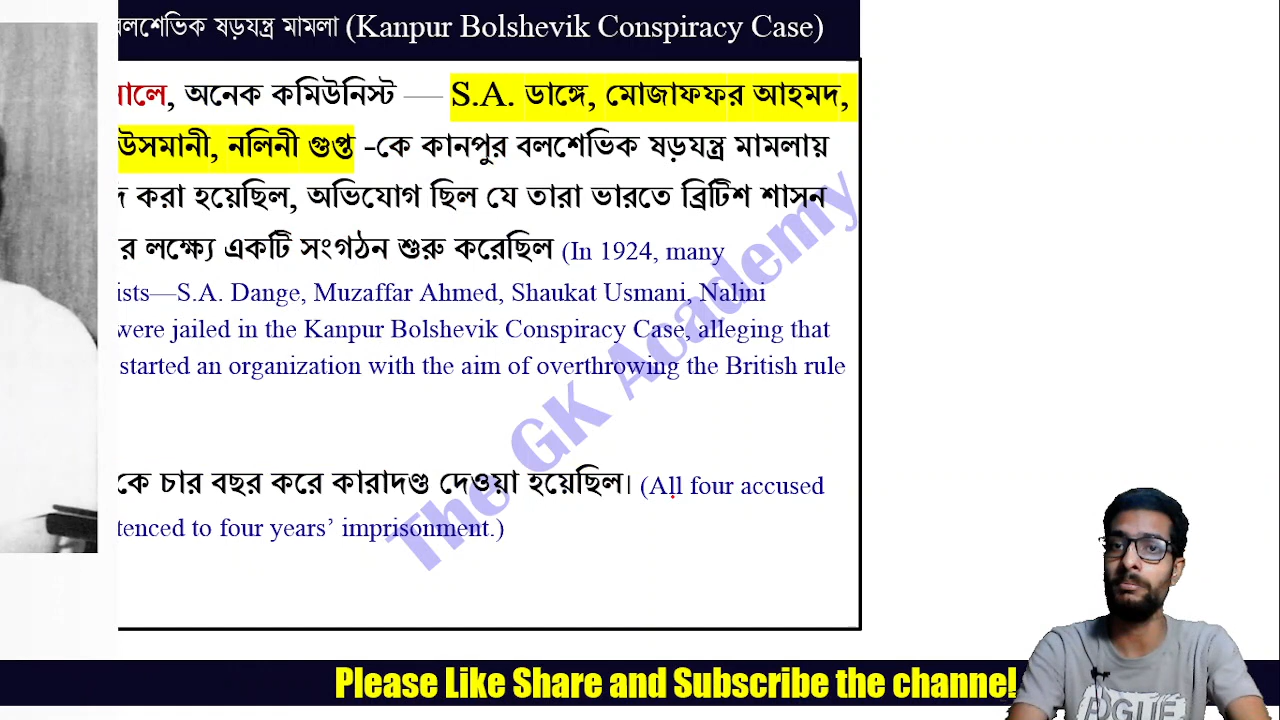 বলশেভিক ষড়যন্ত্র মামলা (Kanpur Bolshevik Conspiracy Case)
সালে, অনেক কমিউনিস্ট — S.A. ডাঙ্গে, মোজাফফর আহমদ,
উসমানী, নলিনী গুপ্ত -কে কানপুর বলশেভিক ষড়যন্ত্র মামলায়
করা হয়েছিল, অভিযোগ ছিল যে তারা ভারতে ব্রিটিশ শাসন
র লক্ষ্যে একটি সংগঠন শুরু করেছিল (In 1924, many
ists—S.A. Dange, Muzaffar Ahmed, Shaukat Usmani, Nalini
were jailed in the Kanpur Bolshevik Conspiracy Case, alleging that
started an organization with the aim of overthrowing the British rule
কে চার বছর করে কারাদণ্ড দেওয়া হয়েছিল। (All four accused
tenced to four years’ imprisonment.)
The GK Academy
Please Like Share and Subscribe the channel!